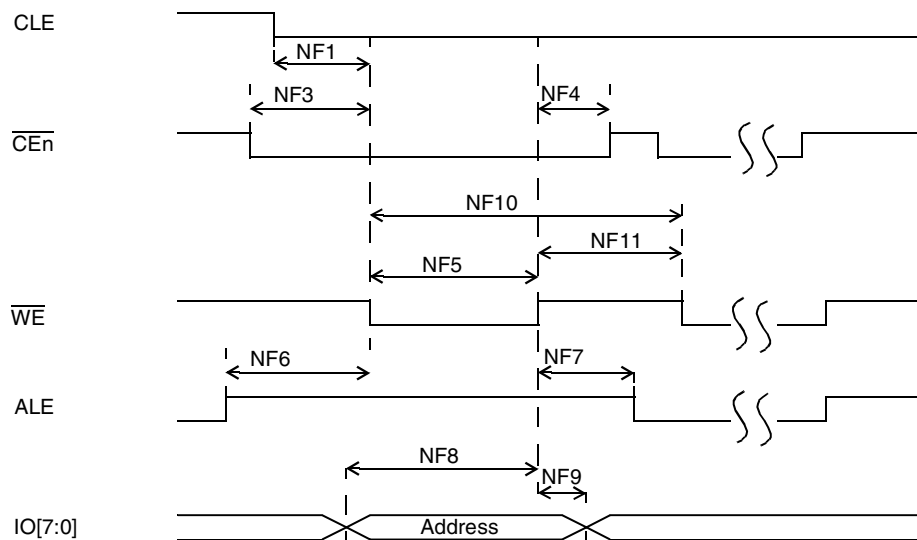 CLE
NF1
NF3
NF4
CEn
NF10
NF11
NF5
WE
NF6
NF7
ALE
NF8
NF9
IO[7:0]
Address